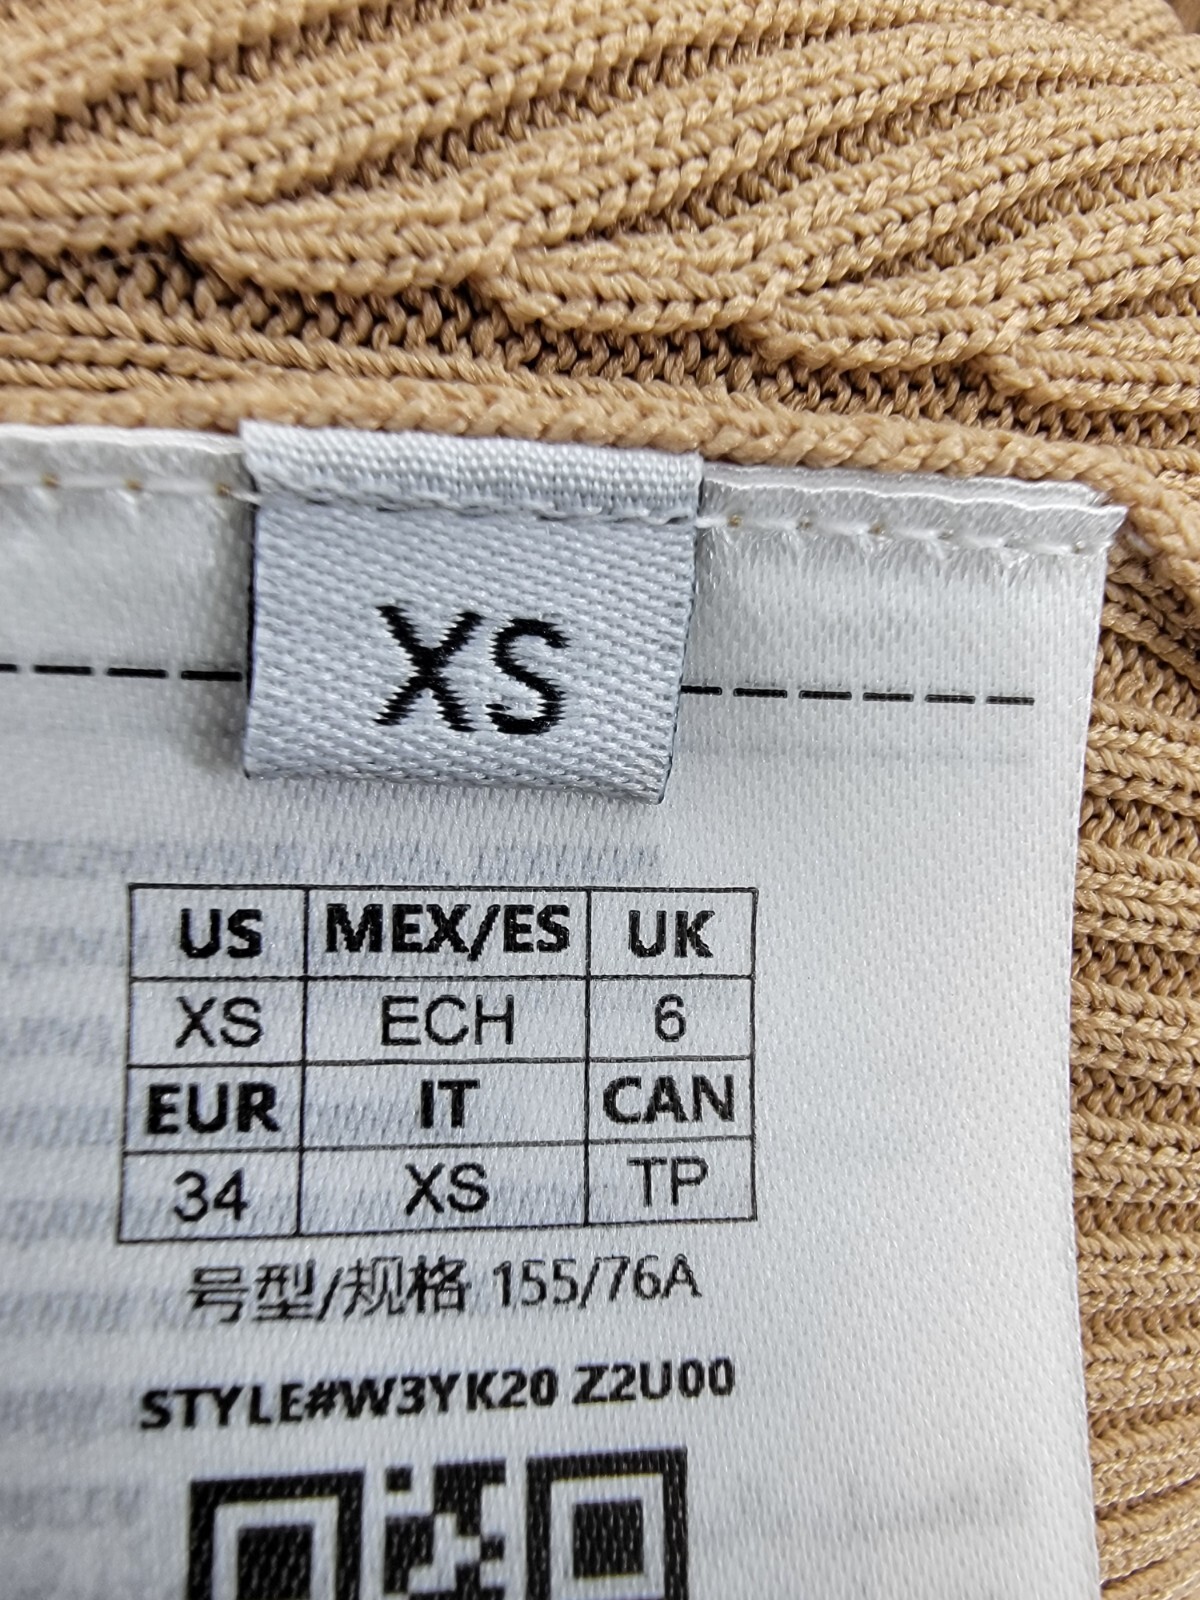 XS
US MEX/ES UK
XS ECH 6
EUR IT CAN
34 XS TP
号型/规格 155/76A
STYLE#W3YK20 Z2U00